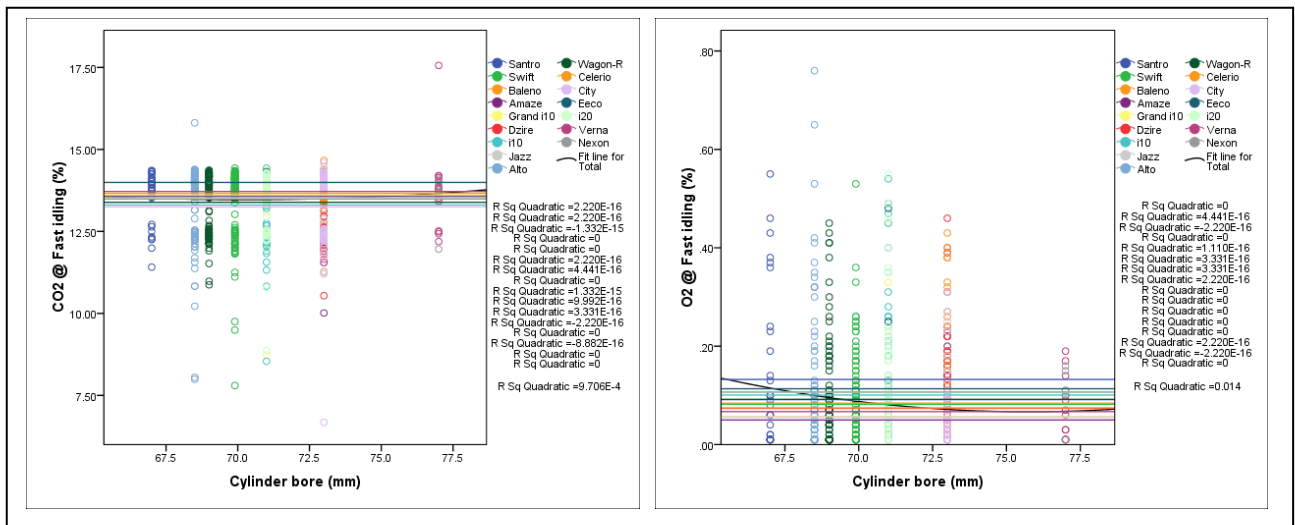 CO2 @ Fast idling (%)
17.50
15.00
12.50
10.00
7.50
67.5 70.0 72.5 75.0 77.5
Cylinder bore (mm)
Santro Wagon-R
Swift Celerio
Baleno City
Amaze Eeco
Grand i10 i20
Dzire Verna
i10 Nexon
Jazz Fit line for
Alto Total
R Sq Quadratic =2.220E-16
R Sq Quadratic =2.220E-16
R Sq Quadratic =-1.332E-15
R Sq Quadratic =0
R Sq Quadratic =0
R Sq Quadratic =2.220E-16
R Sq Quadratic =4.441E-16
R Sq Quadratic =0
R Sq Quadratic =1.332E-15
R Sq Quadratic =9.992E-16
R Sq Quadratic =3.331E-16
R Sq Quadratic =-2.220E-16
R Sq Quadratic =0
R Sq Quadratic =-8.882E-16
R Sq Quadratic =0
R Sq Quadratic =0
R Sq Quadratic =9.706E-4
O2 @ Fast idling (%)
.80
.60
.40
.20
.00
67.5 70.0 72.5 75.0 77.5
Cylinder bore (mm)
Santro Wagon-R
Swift Celerio
Baleno City
Amaze Eeco
Grand i10 i20
Dzire Verna
i10 Nexon
Jazz Fit line for
Alto Total
R Sq Quadratic =0
R Sq Quadratic =4.441E-16
R Sq Quadratic =-2.220E-16
R Sq Quadratic =0
R Sq Quadratic =1.110E-16
R Sq Quadratic =3.331E-16
R Sq Quadratic =3.331E-16
R Sq Quadratic =2.220E-16
R Sq Quadratic =0
R Sq Quadratic =0
R Sq Quadratic =0
R Sq Quadratic =0
R Sq Quadratic =0
R Sq Quadratic =2.220E-16
R Sq Quadratic =-2.220E-16
R Sq Quadratic =0
R Sq Quadratic =0.014